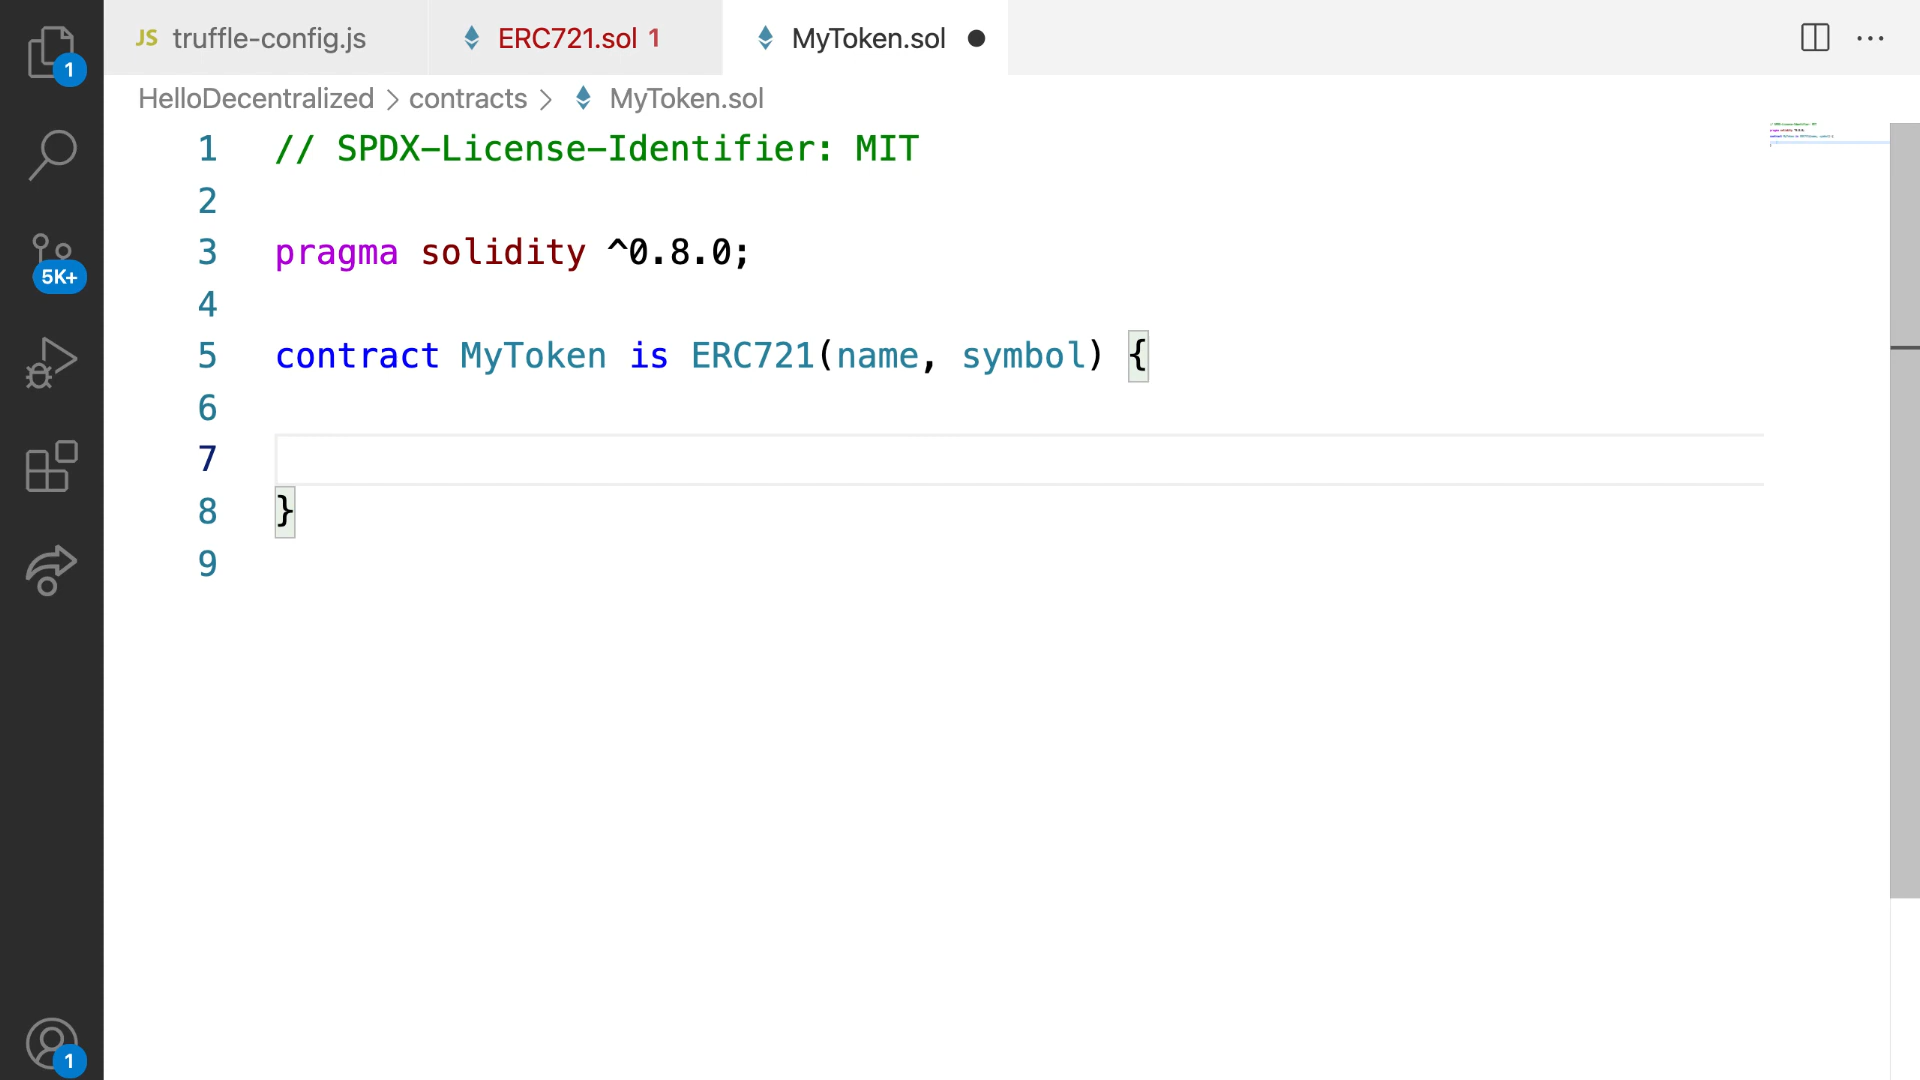 JS truffle-config.js ERC721.sol 1 MyToken.sol
HelloDecentralized > contracts > MyToken.sol
1 // SPDX-License-Identifier: MIT
2
3 pragma solidity ^0.8.0;
4
5 contract MyToken is ERC721(name, symbol) {
6
7
8 }
9
1
5K+
1